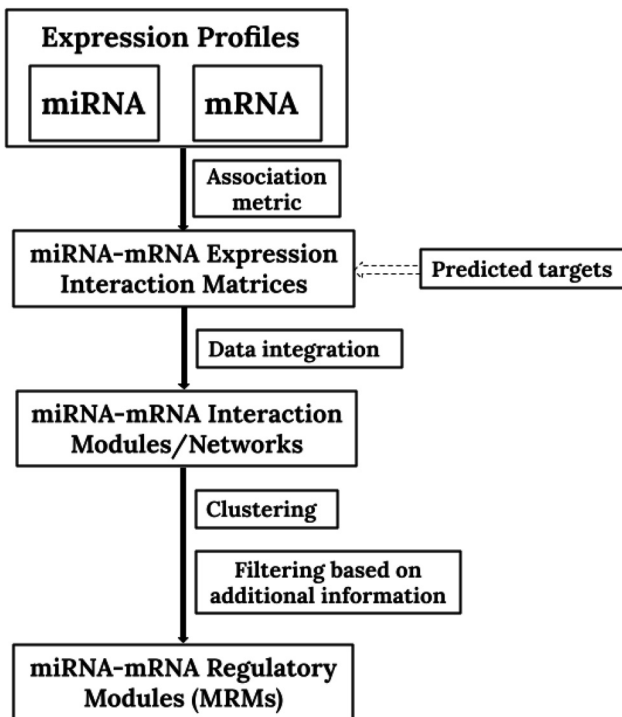 Expression Profiles
miRNA
mRNA
Association
metric
miRNA-mRNA Expression
Interaction Matrices
Predicted targets
Data integration
miRNA-mRNA Interaction
Modules/Networks
Clustering
Filtering based on
additional information
miRNA-mRNA Regulatory
Modules (MRMs)